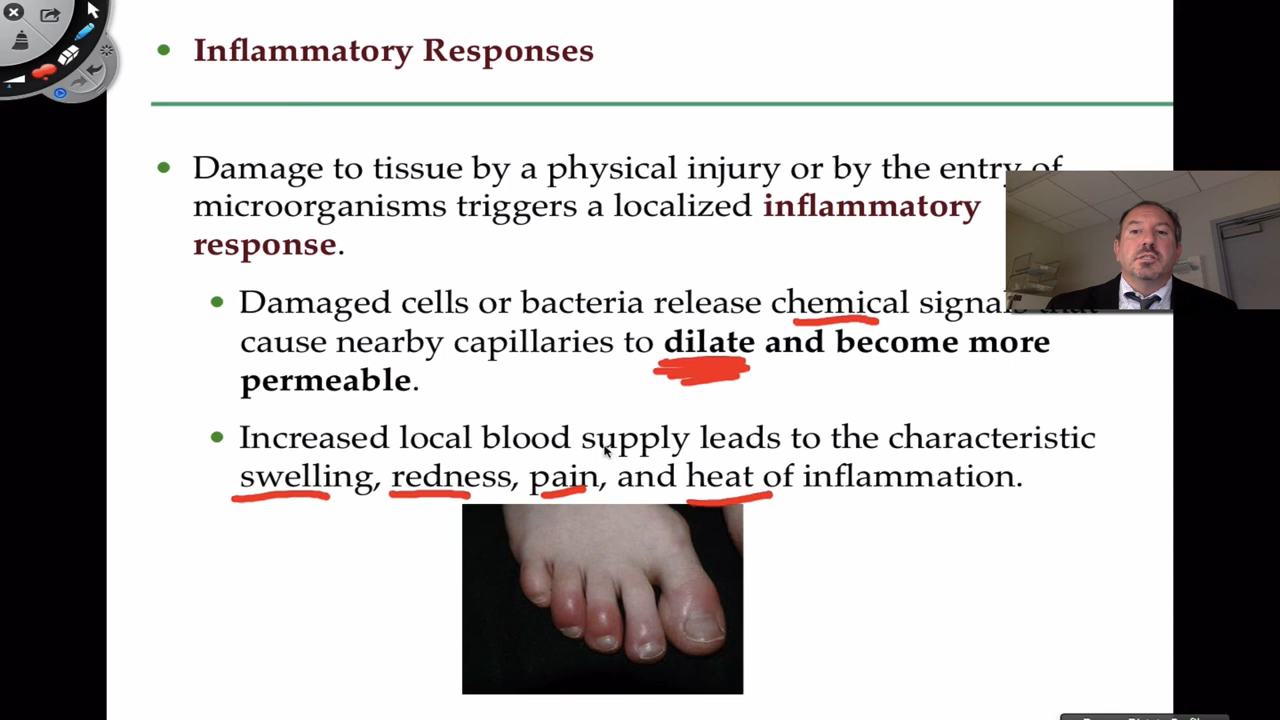 Inflammatory Responses
Damage to tissue by a physical injury or by the entry of
microorganisms triggers a localized inflammatory
response.
Damaged cells or bacteria release chemical signals that
cause nearby capillaries to dilate and become more
permeable.
Increased local blood supply leads to the characteristic
swelling, redness, pain, and heat of inflammation.